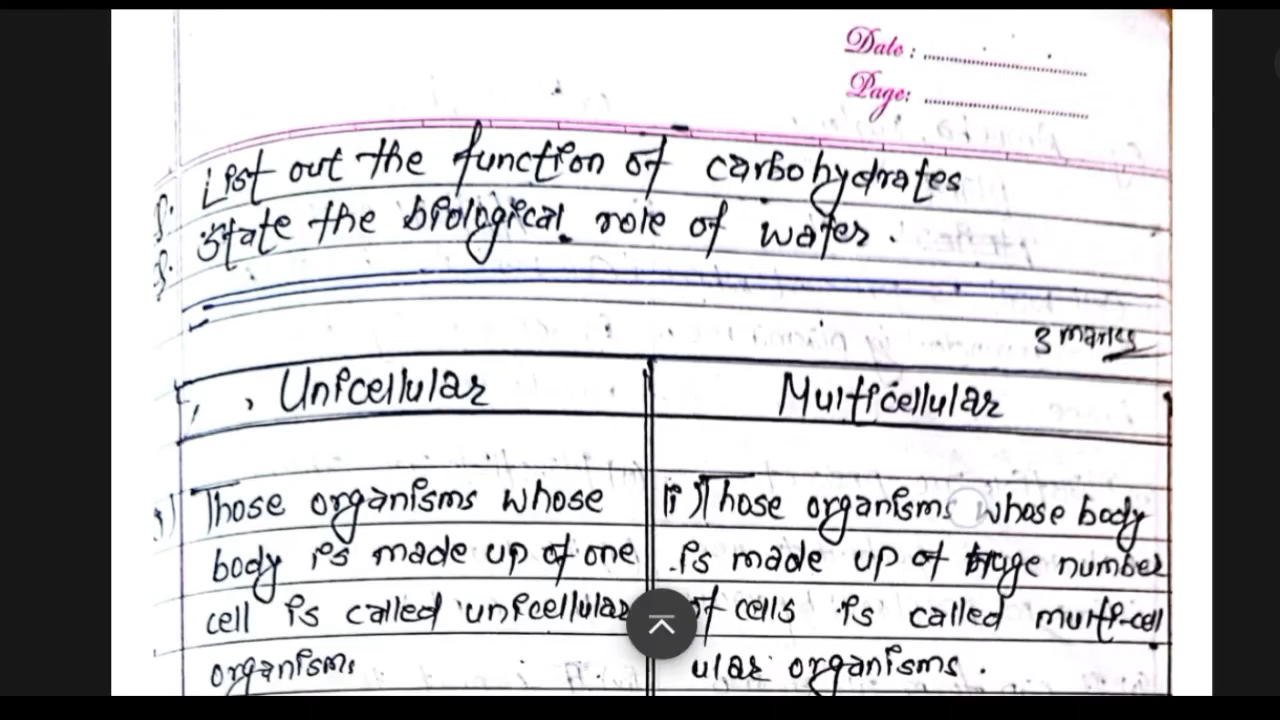 Date :
Page:
g. List out the function of carbohydrates
g. State the biological role of water.
3 marks
Unicellular
Multicellular
i) Those organisms whose
body is made up of one
cell is called unicellular
organism.
i) Those organisms whose body
is made up of huge number
of cells is called multi-cell
ular organisms.